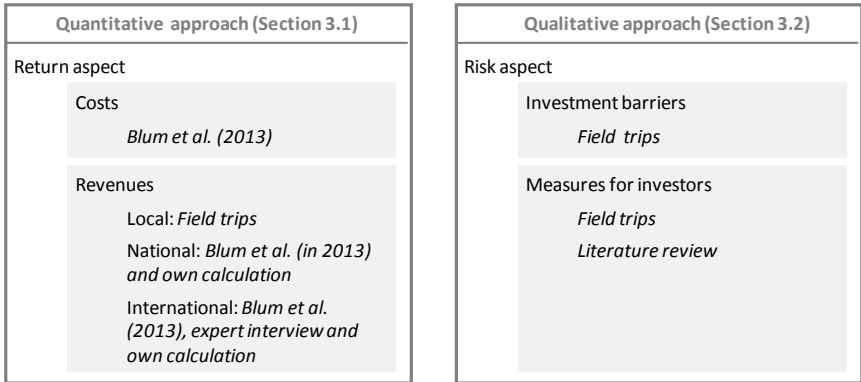 Quantitative approach (Section 3.1)
Return aspect
Costs
Blum et al. (2013)
Revenues
Local: Field trips
National: Blum et al. (in 2013)
and own calculation
International: Blum et al.
(2013), expert interview and
own calculation
Qualitative approach (Section 3.2)
Risk aspect
Investment barriers
Field trips
Measures for investors
Field trips
Literature review